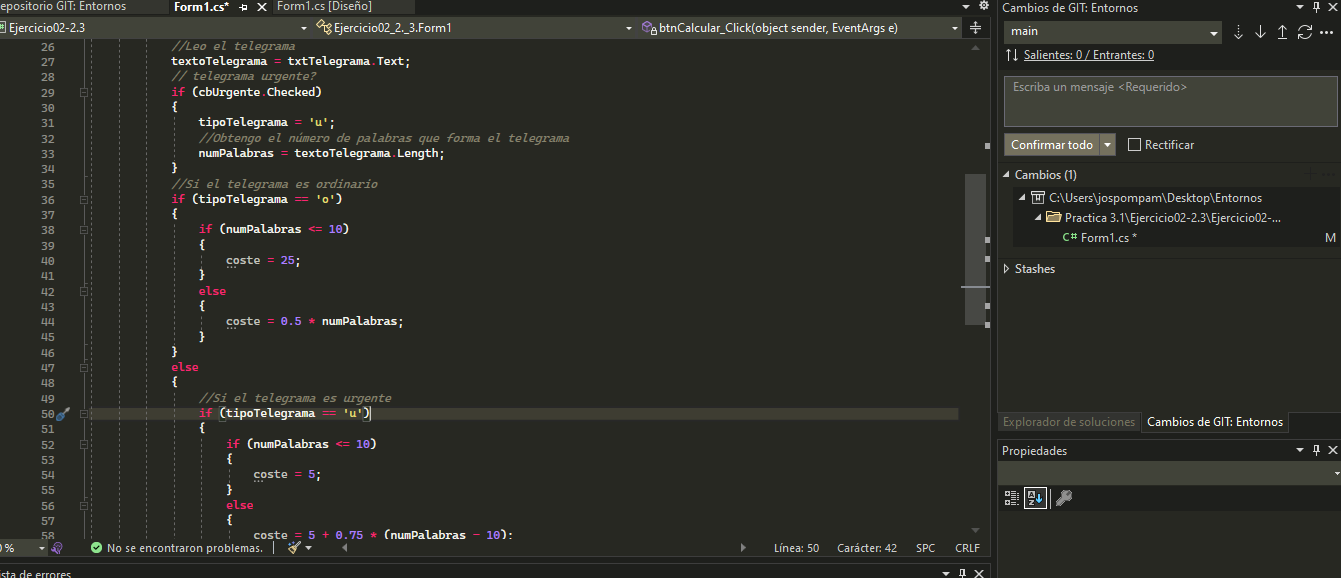 epositorio GIT: Entornos
Form1.cs*
Form1.cs [Diseño]
Ejercicio02-2.3
Ejercicio02_2._3.Form1
btnCalcular_Click(object sender, EventArgs e)
26 //Leo el telegrama
27 textoTelegrama = txtTelegrama.Text;
28 // telegrama urgente?
29 if (cbUrgente.Checked)
30 {
31 tipoTelegrama = 'u';
32 //Obtengo el número de palabras que forma el telegrama
33 numPalabras = textoTelegrama.Length;
34 }
35 //Si el telegrama es ordinario
36 if (tipoTelegrama == 'o')
37 {
38 if (numPalabras <= 10)
39 {
40 coste = 25;
41 }
42 else
43 {
44 coste = 0.5 * numPalabras;
45 }
46 }
47 else
48 {
49 //Si el telegrama es urgente
50 if (tipoTelegrama == 'u')
51 {
52 if (numPalabras <= 10)
53 {
54 coste = 5;
55 }
56 else
57 {
58 coste = 5 + 0.75 * (numPalabras - 10);
0 %
No se encontraron problemas.
Línea: 50
Carácter: 42
SPC
CRLF
sta de errores
Cambios de GIT: Entornos
main
Salientes: 0 / Entrantes: 0
Escriba un mensaje <Requerido>
Confirmar todo
Rectificar
Cambios (1)
C:\Users\jospompam\Desktop\Entornos
Practica 3.1\Ejercicio02-2.3\Ejercicio02-...
C# Form1.cs *
M
Stashes
Explorador de soluciones
Cambios de GIT: Entornos
Propiedades